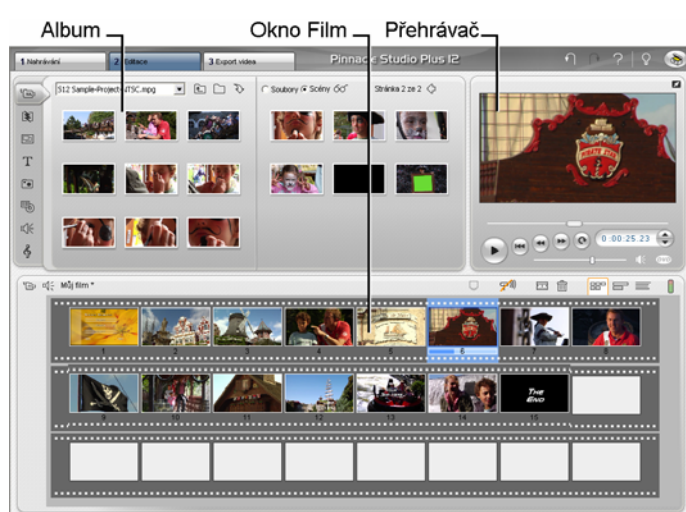 Album
Okno Film
Přehrávač
1 Nahrávání
2 Editace
3 Export videa
Pinnacle Studio Plus 12
S12 Sample-Project-NTSC.mpg
Soubory
Scény
Stránka 2 ze 2
0:00:25.23
Můj film *
1 2 3 4 5 6 7 8
THE
END
9 10 11 12 13 14 15